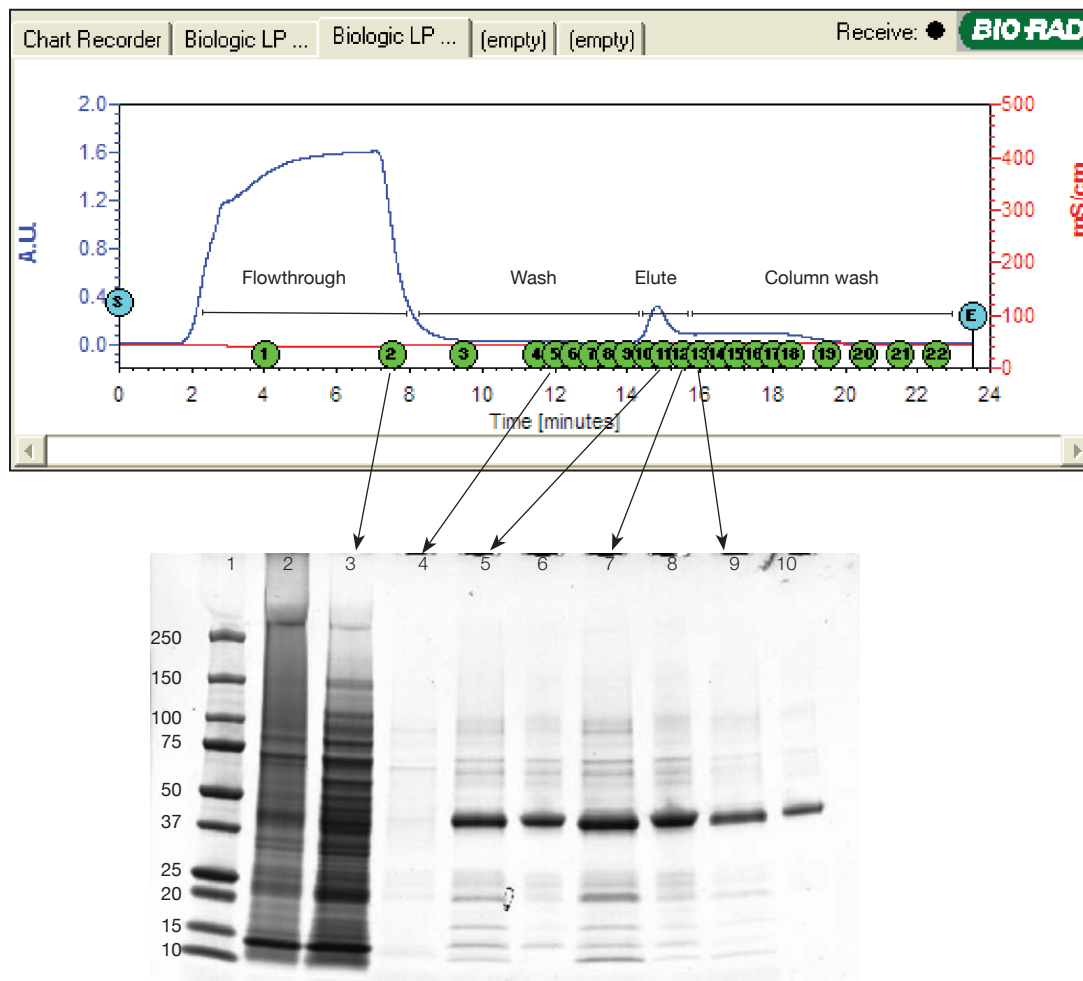 Chart Recorder Biologic LP ... Biologic LP ... (empty) (empty) Receive: BIO-RAD
2.0 500
1.6 400
1.2 300
0.8 200
0.4 100
0.0 0
A.U.
mS/cm
Flowthrough Wash Elute Column wash
S E
1 2 3 4 5 6 7 8 9 10 11 12 13 14 15 16 17 18 19 20 21 22
0 2 4 6 8 10 12 14 16 18 20 22 24
Time [minutes]
1 2 3 4 5 6 7 8 9 10
250
150
100
75
50
37
25
20
15
10